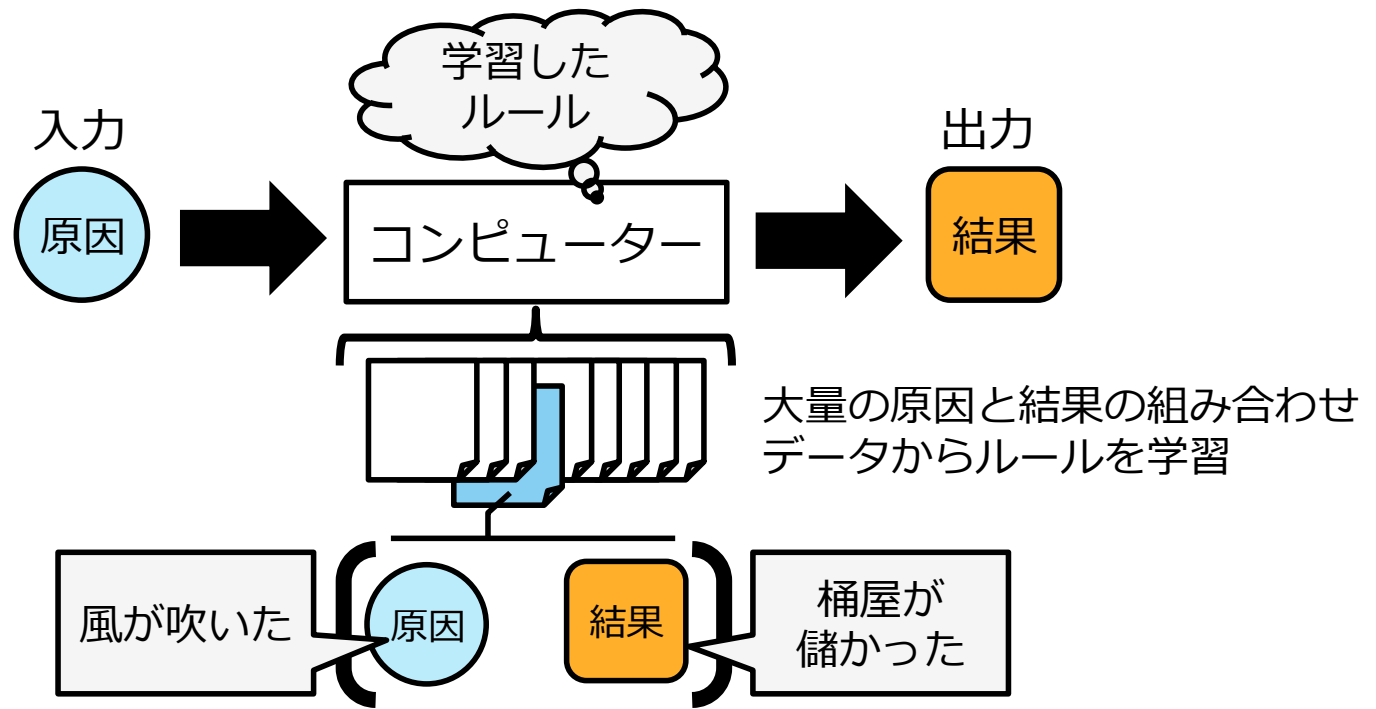 学習した
ルール
入力
出力
原因
コンピューター
結果
大量の原因と結果の組み合わせ
データからルールを学習
風が吹いた
原因
結果
桶屋が
儲かった